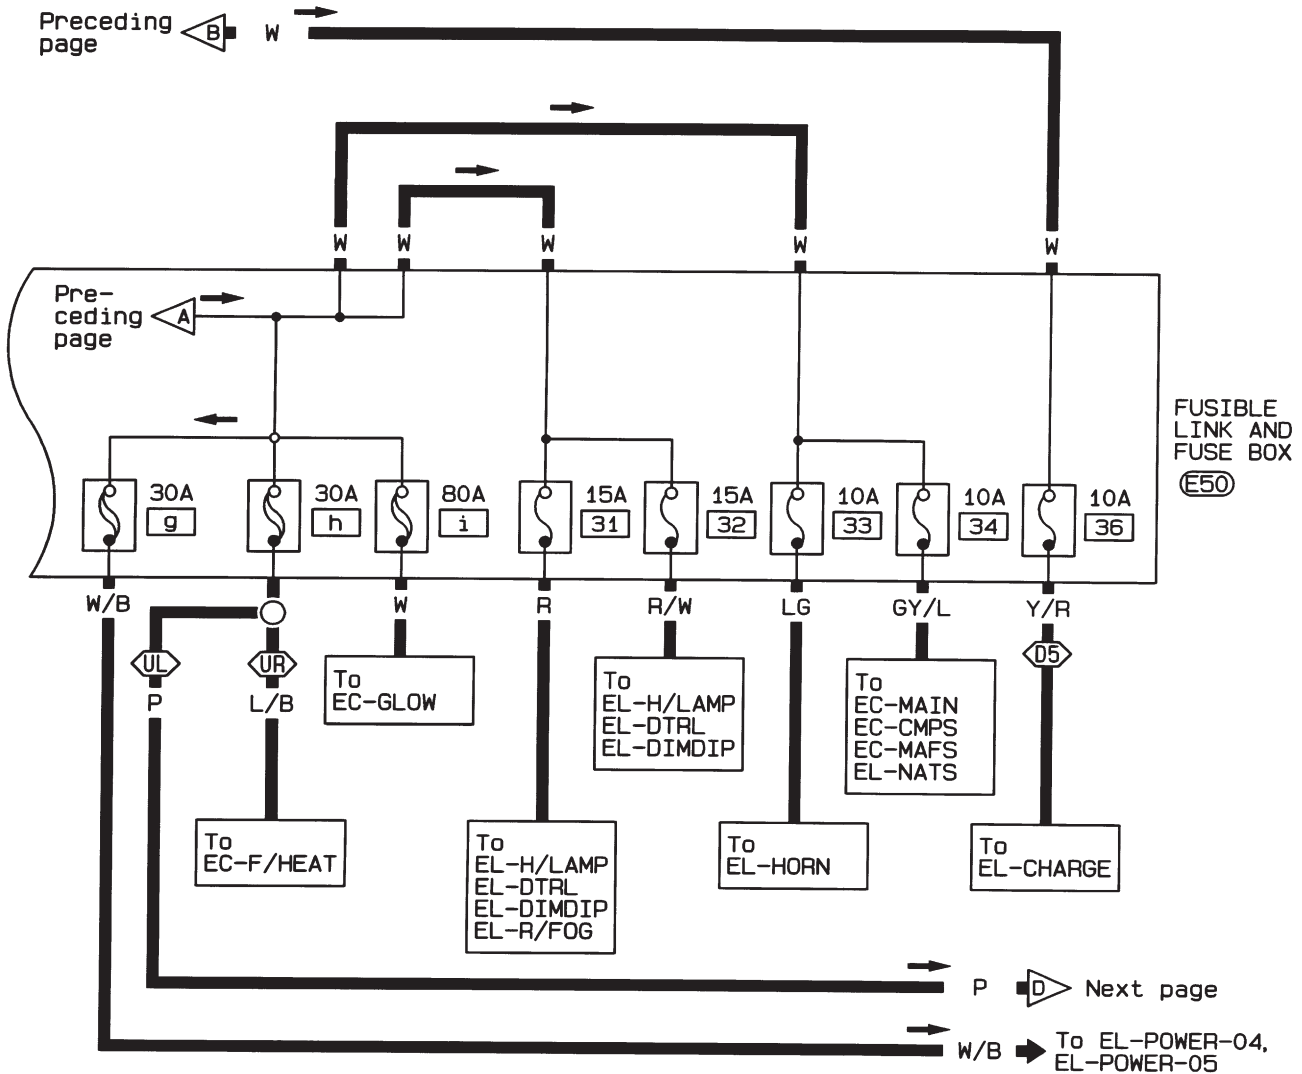 Preceding
page
B
W
W
W
W
W
W
Pre-
ceding
page
A
FUSIBLE
LINK AND
FUSE BOX
E50
30A
g
30A
h
80A
i
15A
31
15A
32
10A
33
10A
34
10A
36
W/B
W
R
R/W
LG
GY/L
Y/R
UL
UR
D5
P
L/B
To
EC-GLOW
To
EL-H/LAMP
EL-DTRL
EL-DIMDIP
To
EC-MAIN
EC-CMPS
EC-MAFS
EL-NATS
To
EC-F/HEAT
To
EL-H/LAMP
EL-DTRL
EL-DIMDIP
EL-R/FOG
To
EL-HORN
To
EL-CHARGE
P
D
Next page
W/B
To EL-POWER-04,
EL-POWER-05